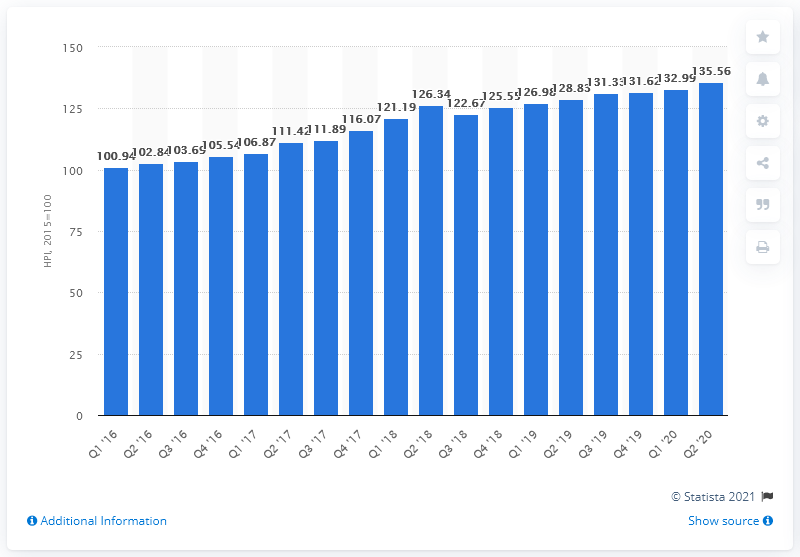 150
125
100
75
50
25
0
HPI, 2015=100
100.94
102.84
103.69
105.54
106.87
111.42
111.89
116.07
121.19
126.34
122.67
125.55
126.98
128.83
131.33
131.62
132.99
135.56
Q1 '16
Q2 '16
Q3 '16
Q4 '16
Q1 '17
Q2 '17
Q3 '17
Q4 '17
Q1 '18
Q2 '18
Q3 '18
Q4 '18
Q1 '19
Q2 '19
Q3 '19
Q4 '19
Q1 '20
Q2 '20
© Statista 2021
Additional Information
Show source